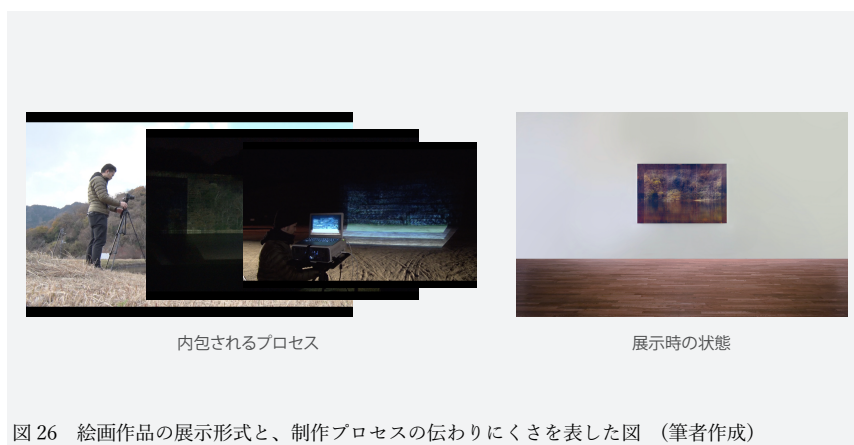 内包されるプロセス
展示時の状態
図 26　絵画作品の展示形式と、制作プロセスの伝わりにくさを表した図　（筆者作成）